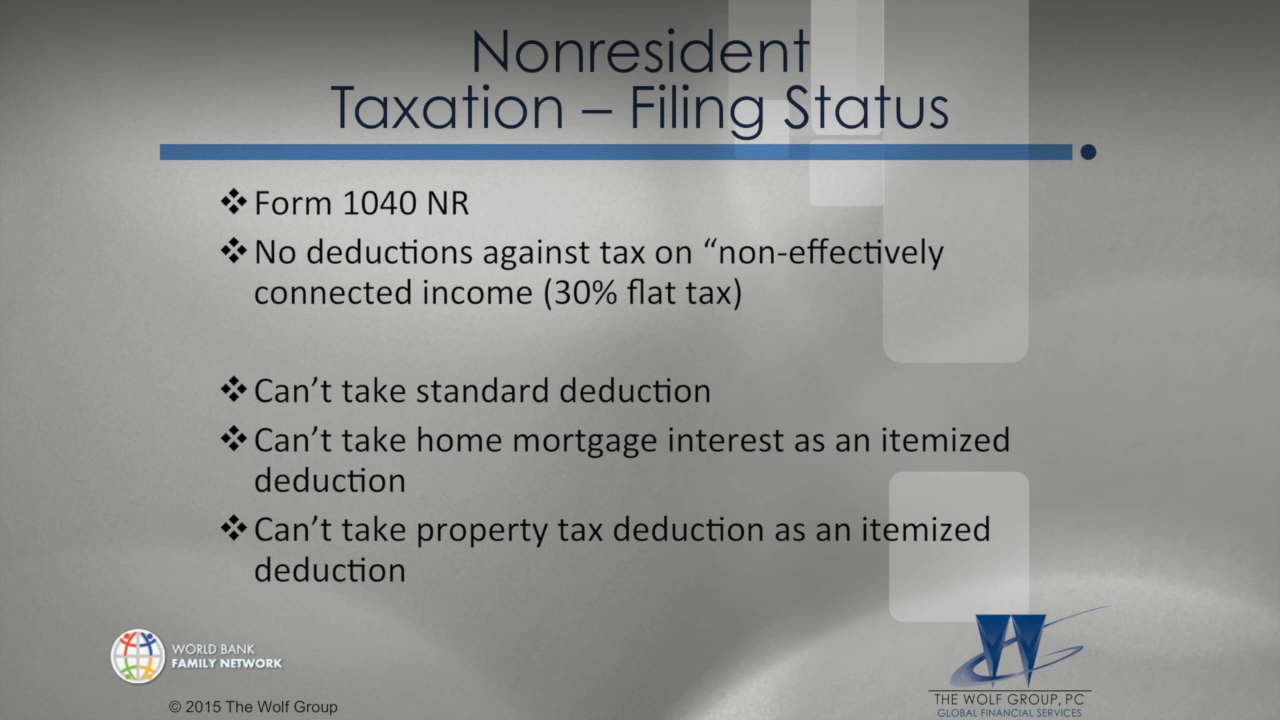 Nonresident
Taxation – Filing Status
❖ Form 1040 NR
❖ No deductions against tax on “non-effectively
connected income (30% flat tax)
❖ Can’t take standard deduction
❖ Can’t take home mortgage interest as an itemized
deduction
❖ Can’t take property tax deduction as an itemized
deduction
WORLD BANK
FAMILY NETWORK
© 2015 The Wolf Group
W
THE WOLF GROUP, PC
GLOBAL FINANCIAL SERVICES